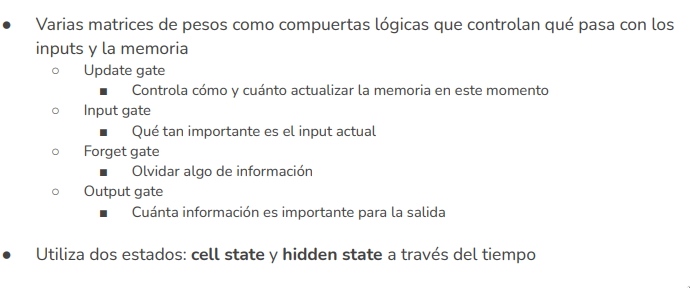 ● Varias matrices de pesos como compuertas lógicas que controlan qué pasa con los
inputs y la memoria
○ Update gate
■ Controla cómo y cuánto actualizar la memoria en este momento
○ Input gate
■ Qué tan importante es el input actual
○ Forget gate
■ Olvidar algo de información
○ Output gate
■ Cuánta información es importante para la salida
● Utiliza dos estados: cell state y hidden state a través del tiempo